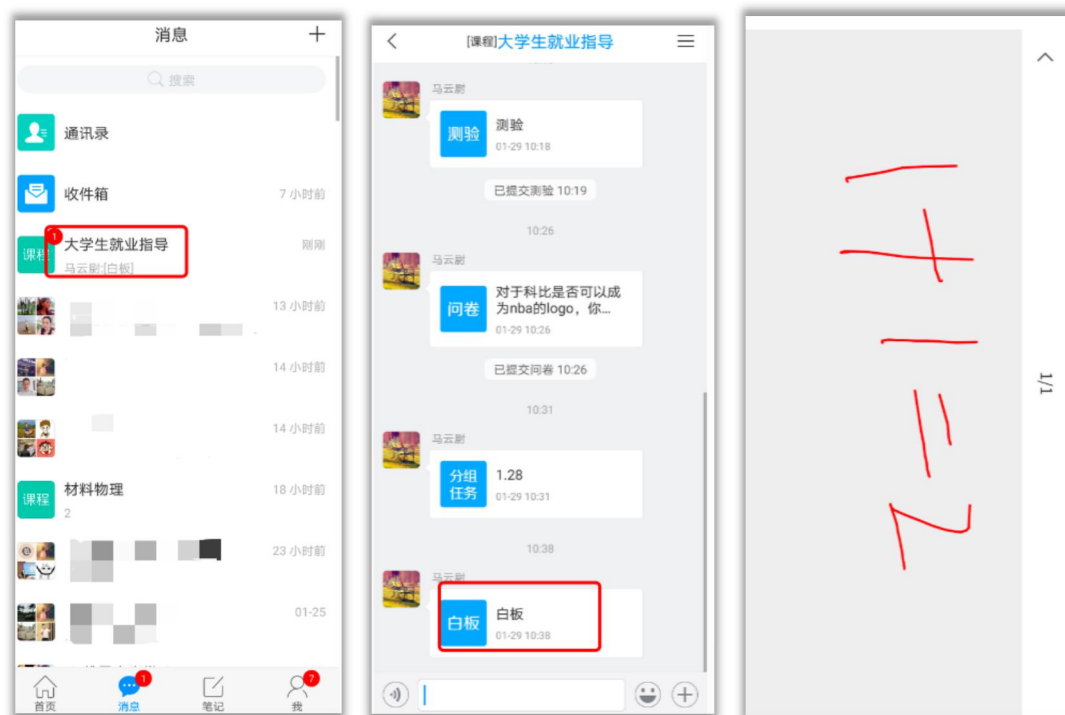 消息
搜索
通讯录
收件箱
7 小时前
课程
1
大学生就业指导
刚刚
马云尉:[白板]
13 小时前
14 小时前
14 小时前
课程
材料物理
18 小时前
2
23 小时前
01-25
首页
1
消息
笔记
7
我
[课程]大学生就业指导
马云尉
测验
测验
01-29 10:18
已提交测验 10:19
10:26
马云尉
问卷
对于科比是否可以成
为nba的logo，你...
01-29 10:26
已提交问卷 10:26
10:31
马云尉
分组
任务
1.28
01-29 10:31
10:38
马云尉
白板
白板
01-29 10:38
1+1=2
1/1